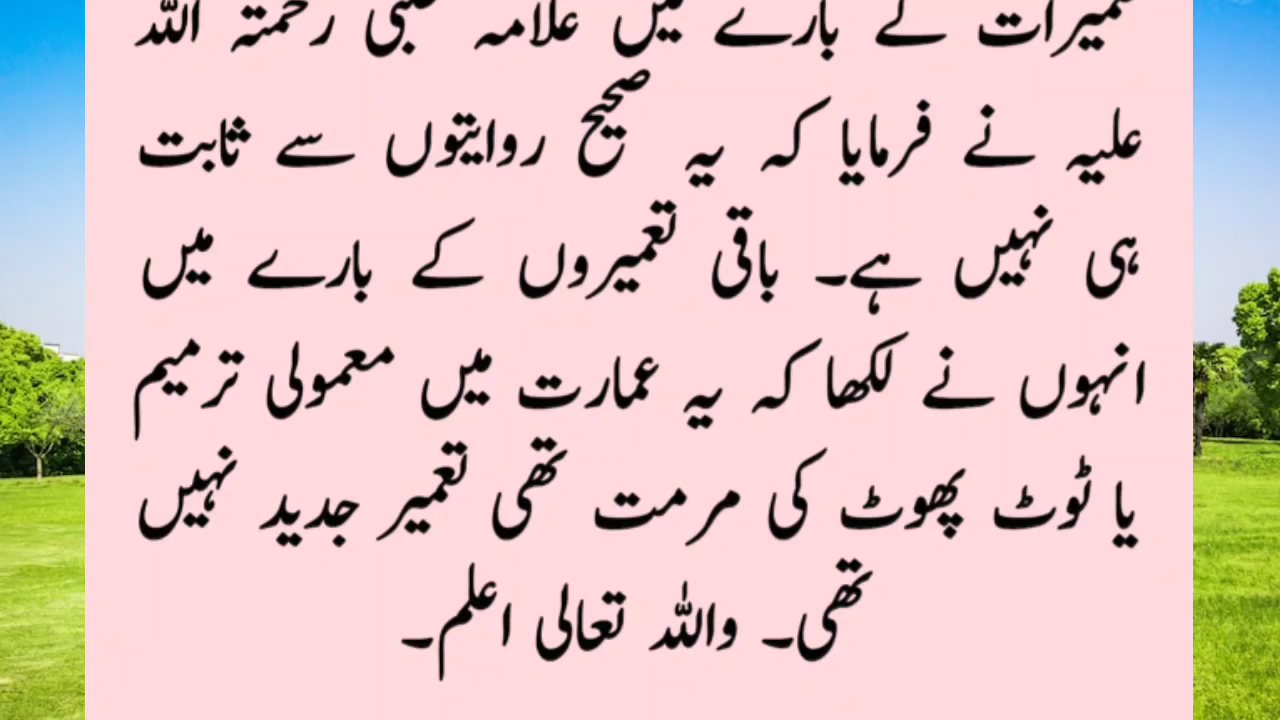 تعمیرات کے بارے میں علامہ حلبی رحمتہ اللہ
علیہ نے فرمایا کہ یہ صحیح روایتوں سے ثابت
ہی نہیں ہے۔ باقی تعمیروں کے بارے میں
انہوں نے لکھا کہ یہ عمارت میں معمولی ترمیم
یا ٹوٹ پھوٹ کی مرمت تھی تعمیر جدید نہیں
تھی۔ واللہ تعالی اعلم۔